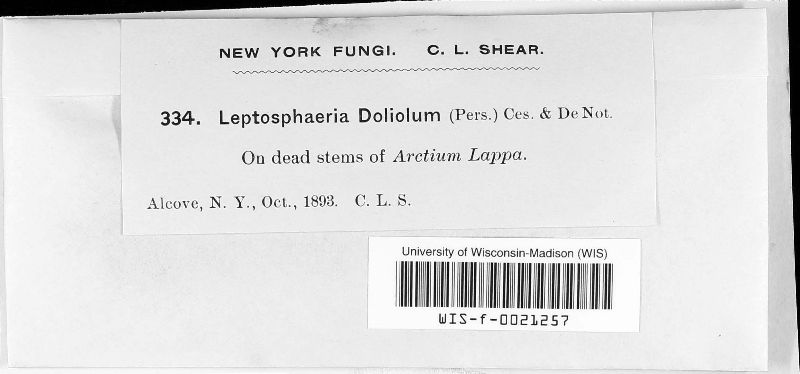 NEW YORK FUNGI. C. L. SHEAR.
334. Leptosphaeria Doliolum (Pers.) Ces. & De Not.
On dead stems of Arctium Lappa.
Alcove, N. Y., Oct., 1893. C. L. S.
University of Wisconsin-Madison (WIS)
WIS-f-0021257